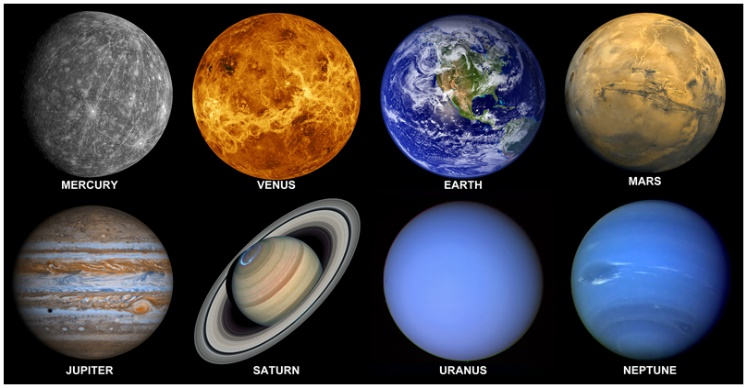 MERCURY
VENUS
EARTH
MARS
JUPITER
SATURN
URANUS
NEPTUNE